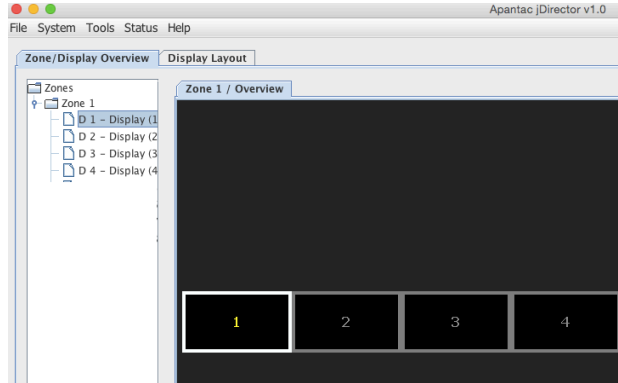 Apantac jDirector v1.0
File System Tools Status Help
Zone/Display Overview Display Layout
Zones
Zone 1
D 1 – Display (1
D 2 – Display (2
D 3 – Display (3
D 4 – Display (4
Zone 1 / Overview
1 2 3 4